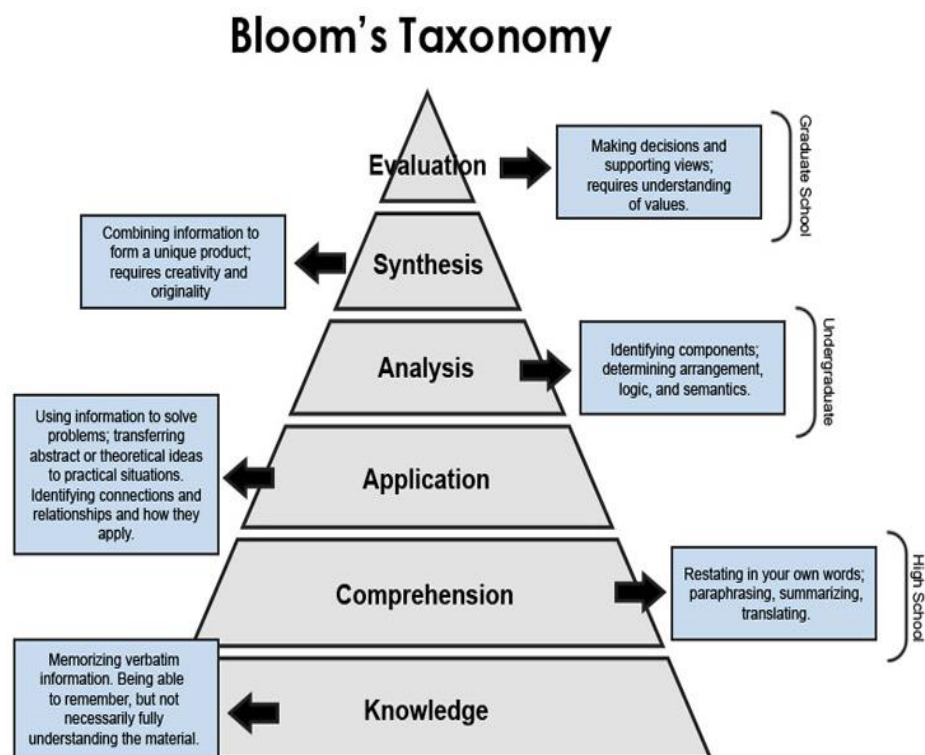 Bloom's Taxonomy
Evaluation
Making decisions and
supporting views;
requires understanding
of values.
Graduate School
Combining information to
form a unique product;
requires creativity and
originality
Synthesis
Analysis
Identifying components;
determining arrangement,
logic, and semantics.
Undergraduate
Using information to solve
problems; transferring
abstract or theoretical ideas
to practical situations.
Identifying connections and
relationships and how they
apply.
Application
Comprehension
Restating in your own words;
paraphrasing, summarizing,
translating.
High School
Memorizing verbatim
information. Being able
to remember, but not
necessarily fully
understanding the material.
Knowledge